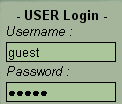 - USER Login -
Username :
guest
Password :
●●●●●